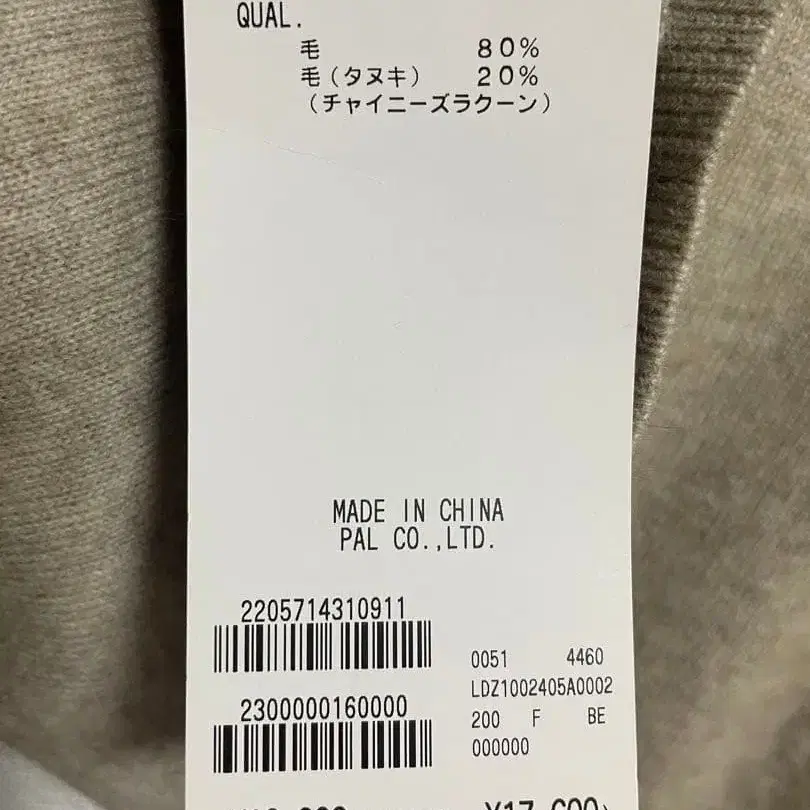 QUAL.
毛 80%
毛(タヌキ) 20%
(チャイニーズラクーン)
MADE IN CHINA
PAL CO.,LTD.
2205714310911
2300000160000
0051 4460
LDZ1002405A0002
200 F BE
000000